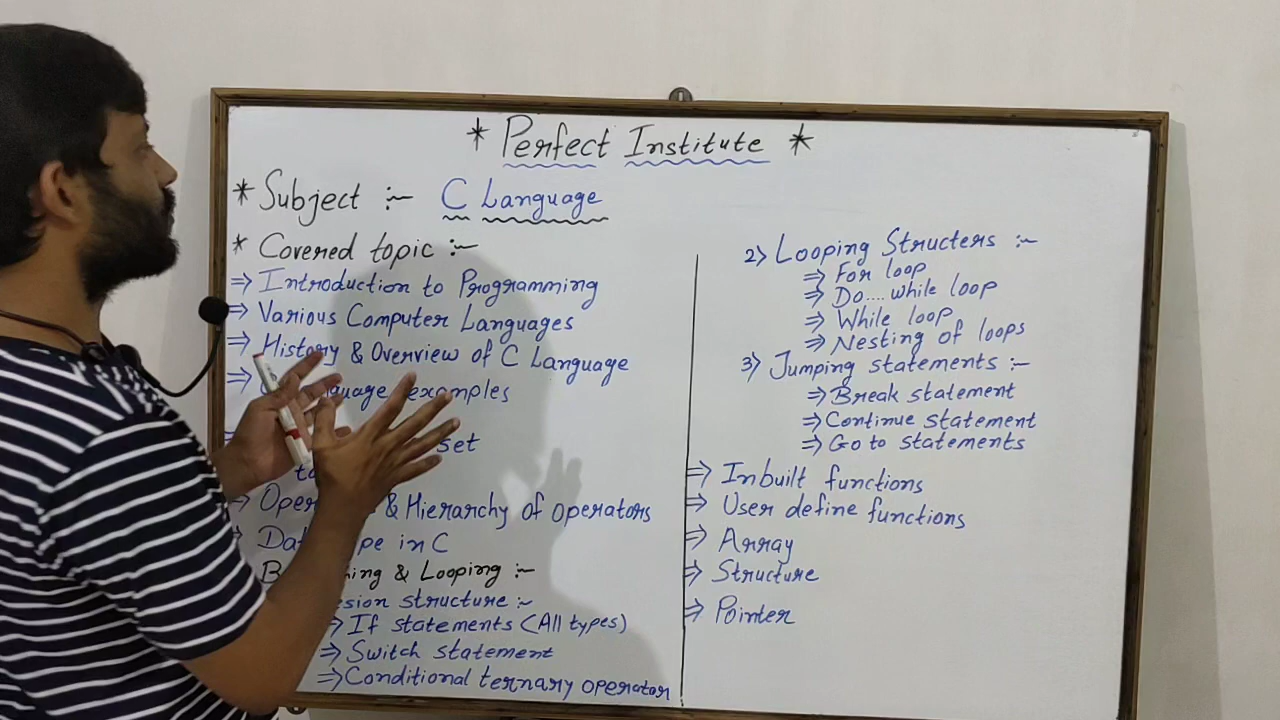 * Perfect Institute *
* Subject :- C Language
* Covered topic :-
⇒ Introduction to Programming
⇒ Various Computer Languages
⇒ History & Overview of C Language
⇒ examples
set
⇒ & Hierarchy of operators
in C
& Looping :-
structure :-
⇒ If statements (All types)
⇒ Switch statement
⇒ Conditional ternary operator
2) Looping Structers :-
⇒ For loop
⇒ Do....while loop
⇒ While loop
⇒ Nesting of loops
3) Jumping statements :-
⇒ Break statement
⇒ Continue statement
⇒ Go to statements
⇒ Inbuilt functions
⇒ User define functions
⇒ Array
⇒ Structure
⇒ Pointer